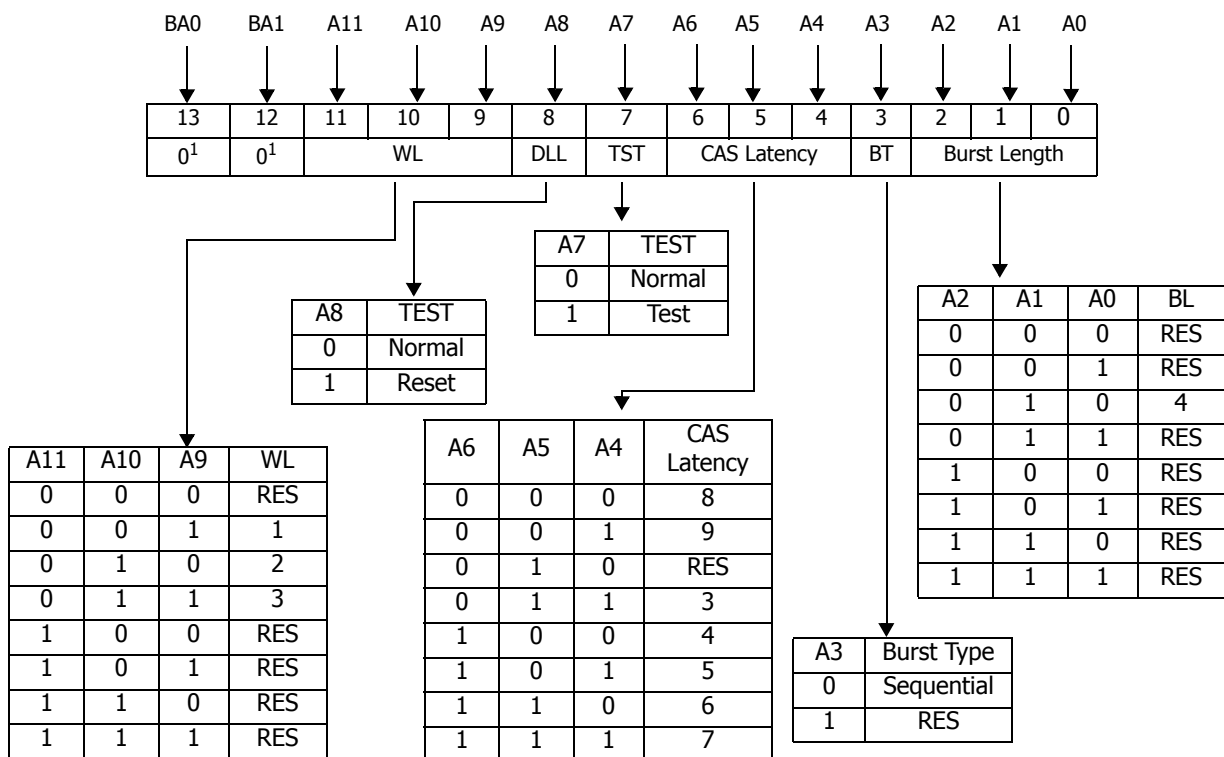 BA0 BA1 A11 A10 A9 A8 A7 A6 A5 A4 A3 A2 A1 A0
13 12 11 10 9 8 7 6 5 4 3 2 1 0
0¹ 0¹ WL DLL TST CAS Latency BT Burst Length
A7 TEST
0 Normal
1 Test
A8 TEST
0 Normal
1 Reset
A2 A1 A0 BL
0 0 0 RES
0 0 1 RES
0 1 0 4
0 1 1 RES
1 0 0 RES
1 0 1 RES
1 1 0 RES
1 1 1 RES
A11 A10 A9 WL
0 0 0 RES
0 0 1 1
0 1 0 2
0 1 1 3
1 0 0 RES
1 0 1 RES
1 1 0 RES
1 1 1 RES
A6 A5 A4 CAS
Latency
0 0 0 8
0 0 1 9
0 1 0 RES
0 1 1 3
1 0 0 4
1 0 1 5
1 1 0 6
1 1 1 7
A3 Burst Type
0 Sequential
1 RES